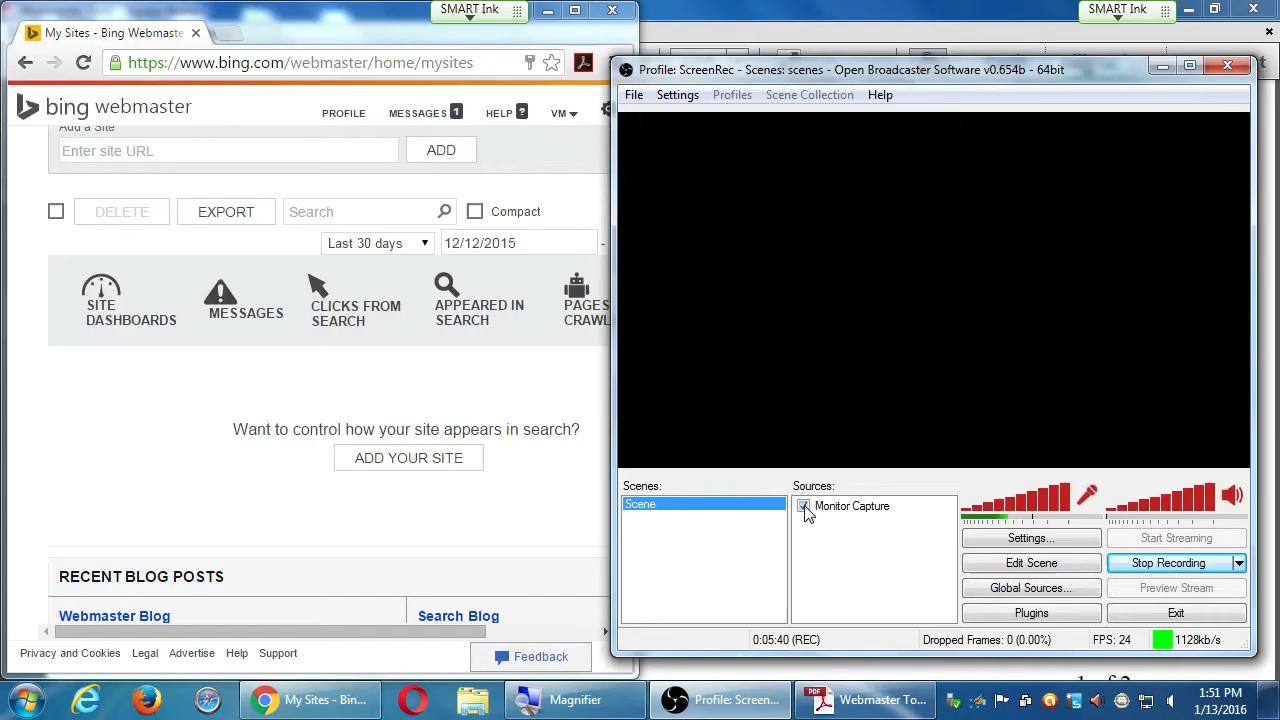 SMART Ink
SMART Ink
My Sites - Bing Webmaste
https://www.bing.com/webmaster/home/mysites
bing webmaster
PROFILE
MESSAGES 1
HELP ?
VM
Add a Site
Enter site URL
ADD
DELETE
EXPORT
Search
Compact
Last 30 days
12/12/2015
-
SITE
DASHBOARDS
MESSAGES
CLICKS FROM
SEARCH
APPEARED IN
SEARCH
PAGES
CRAWL
Want to control how your site appears in search?
ADD YOUR SITE
RECENT BLOG POSTS
Webmaster Blog
Search Blog
Privacy and Cookies Legal Advertise Help Support
Feedback
Profile: ScreenRec - Scenes: scenes - Open Broadcaster Software v0.654b - 64bit
File Settings Profiles Scene Collection Help
Scenes:
Scene
Sources:
Monitor Capture
Settings...
Start Streaming
Edit Scene
Stop Recording
Global Sources...
Preview Stream
Plugins
Exit
0:05:40 (REC)
Dropped Frames: 0 (0.00%)
FPS: 24
1128kb/s
My Sites - Bin...
Magnifier
Profile: Screen...
PDF
Webmaster To...
1:51 PM
1/13/2016